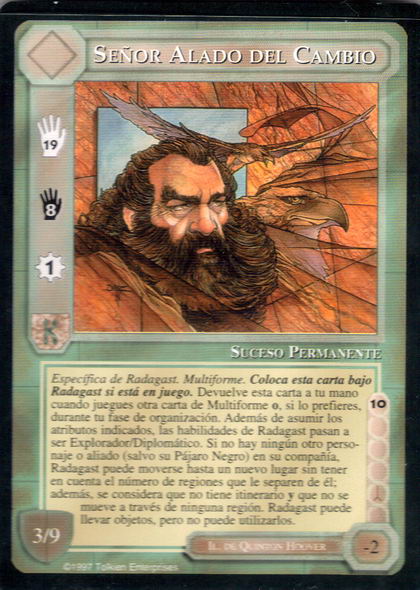 Señor Alado del Cambio
19
8
1
Suceso Permanente
Específica de Radagast. Multiforme. Coloca esta carta bajo
Radagast si está en juego. Devuelve esta carta a tu mano
cuando juegues otra carta de Multiforme o, si lo prefieres,
durante tu fase de organización. Además de asumir los
atributos indicados, las habilidades de Radagast pasan a
ser Explorador/Diplomático. Si no hay ningún otro perso-
naje o aliado (salvo su Pájaro Negro) en su compañía,
Radagast puede moverse hasta un nuevo lugar sin tener
en cuenta el número de regiones que le separen de él;
además, se considera que no tiene itinerario y que no se
mueve a través de ninguna región. Radagast puede
llevar objetos, pero no puede utilizarlos.
10
3/9
Il. de Quinton Hoover
-2
©1997 Tolkien Enterprises